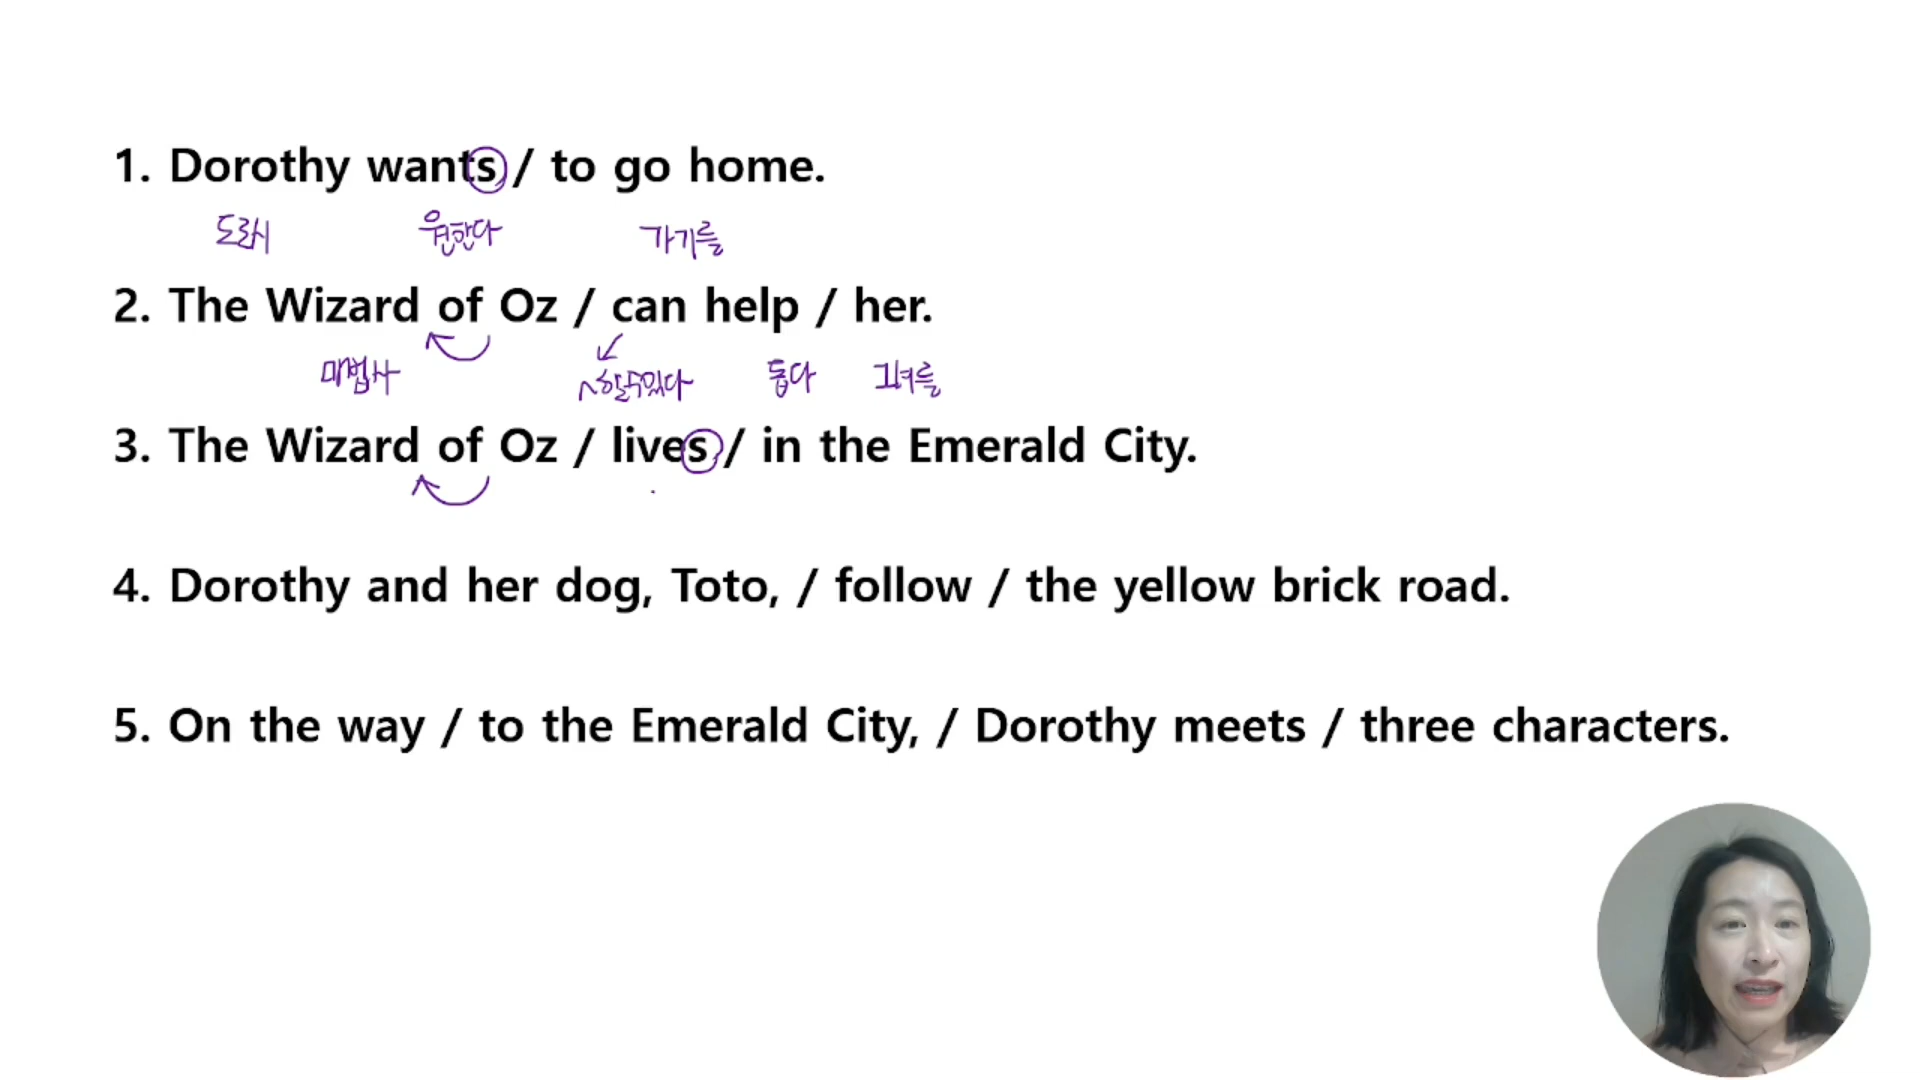 1. Dorothy wants / to go home.
도로시 원한다 가기를
2. The Wizard of Oz / can help / her.
마법사 ~할수있다 돕다 그녀를
3. The Wizard of Oz / lives / in the Emerald City.
4. Dorothy and her dog, Toto, / follow / the yellow brick road.
5. On the way / to the Emerald City, / Dorothy meets / three characters.